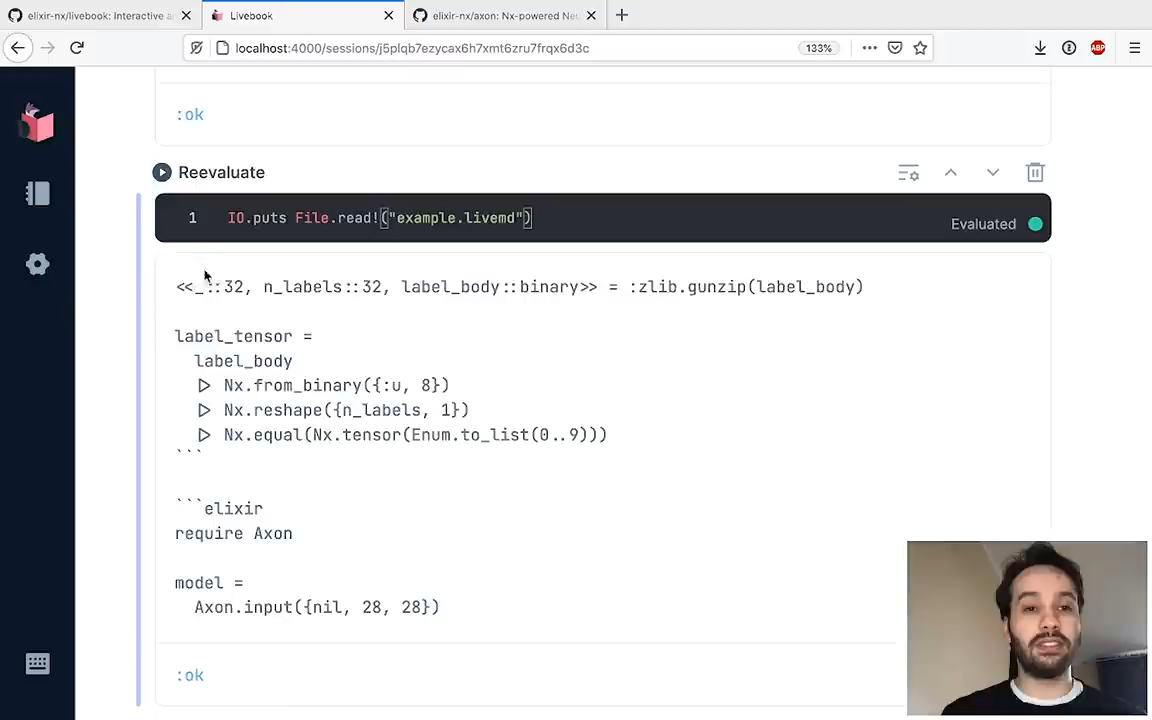 elixir-nx/livebook: Interactive a
Livebook
elixir-nx/axon: Nx-powered Neu
localhost:4000/sessions/j5plqb7ezycax6h7xmt6zru7frqx6d3c
133%
ABP
:ok
Reevaluate
1 IO.puts File.read!("example.livemd")
Evaluated
<<_::32, n_labels::32, label_body::binary>> = :zlib.gunzip(label_body)
label_tensor =
label_body
▷ Nx.from_binary({:u, 8})
▷ Nx.reshape({n_labels, 1})
▷ Nx.equal(Nx.tensor(Enum.to_list(0..9)))
```
```elixir
require Axon
model =
Axon.input({nil, 28, 28})
:ok